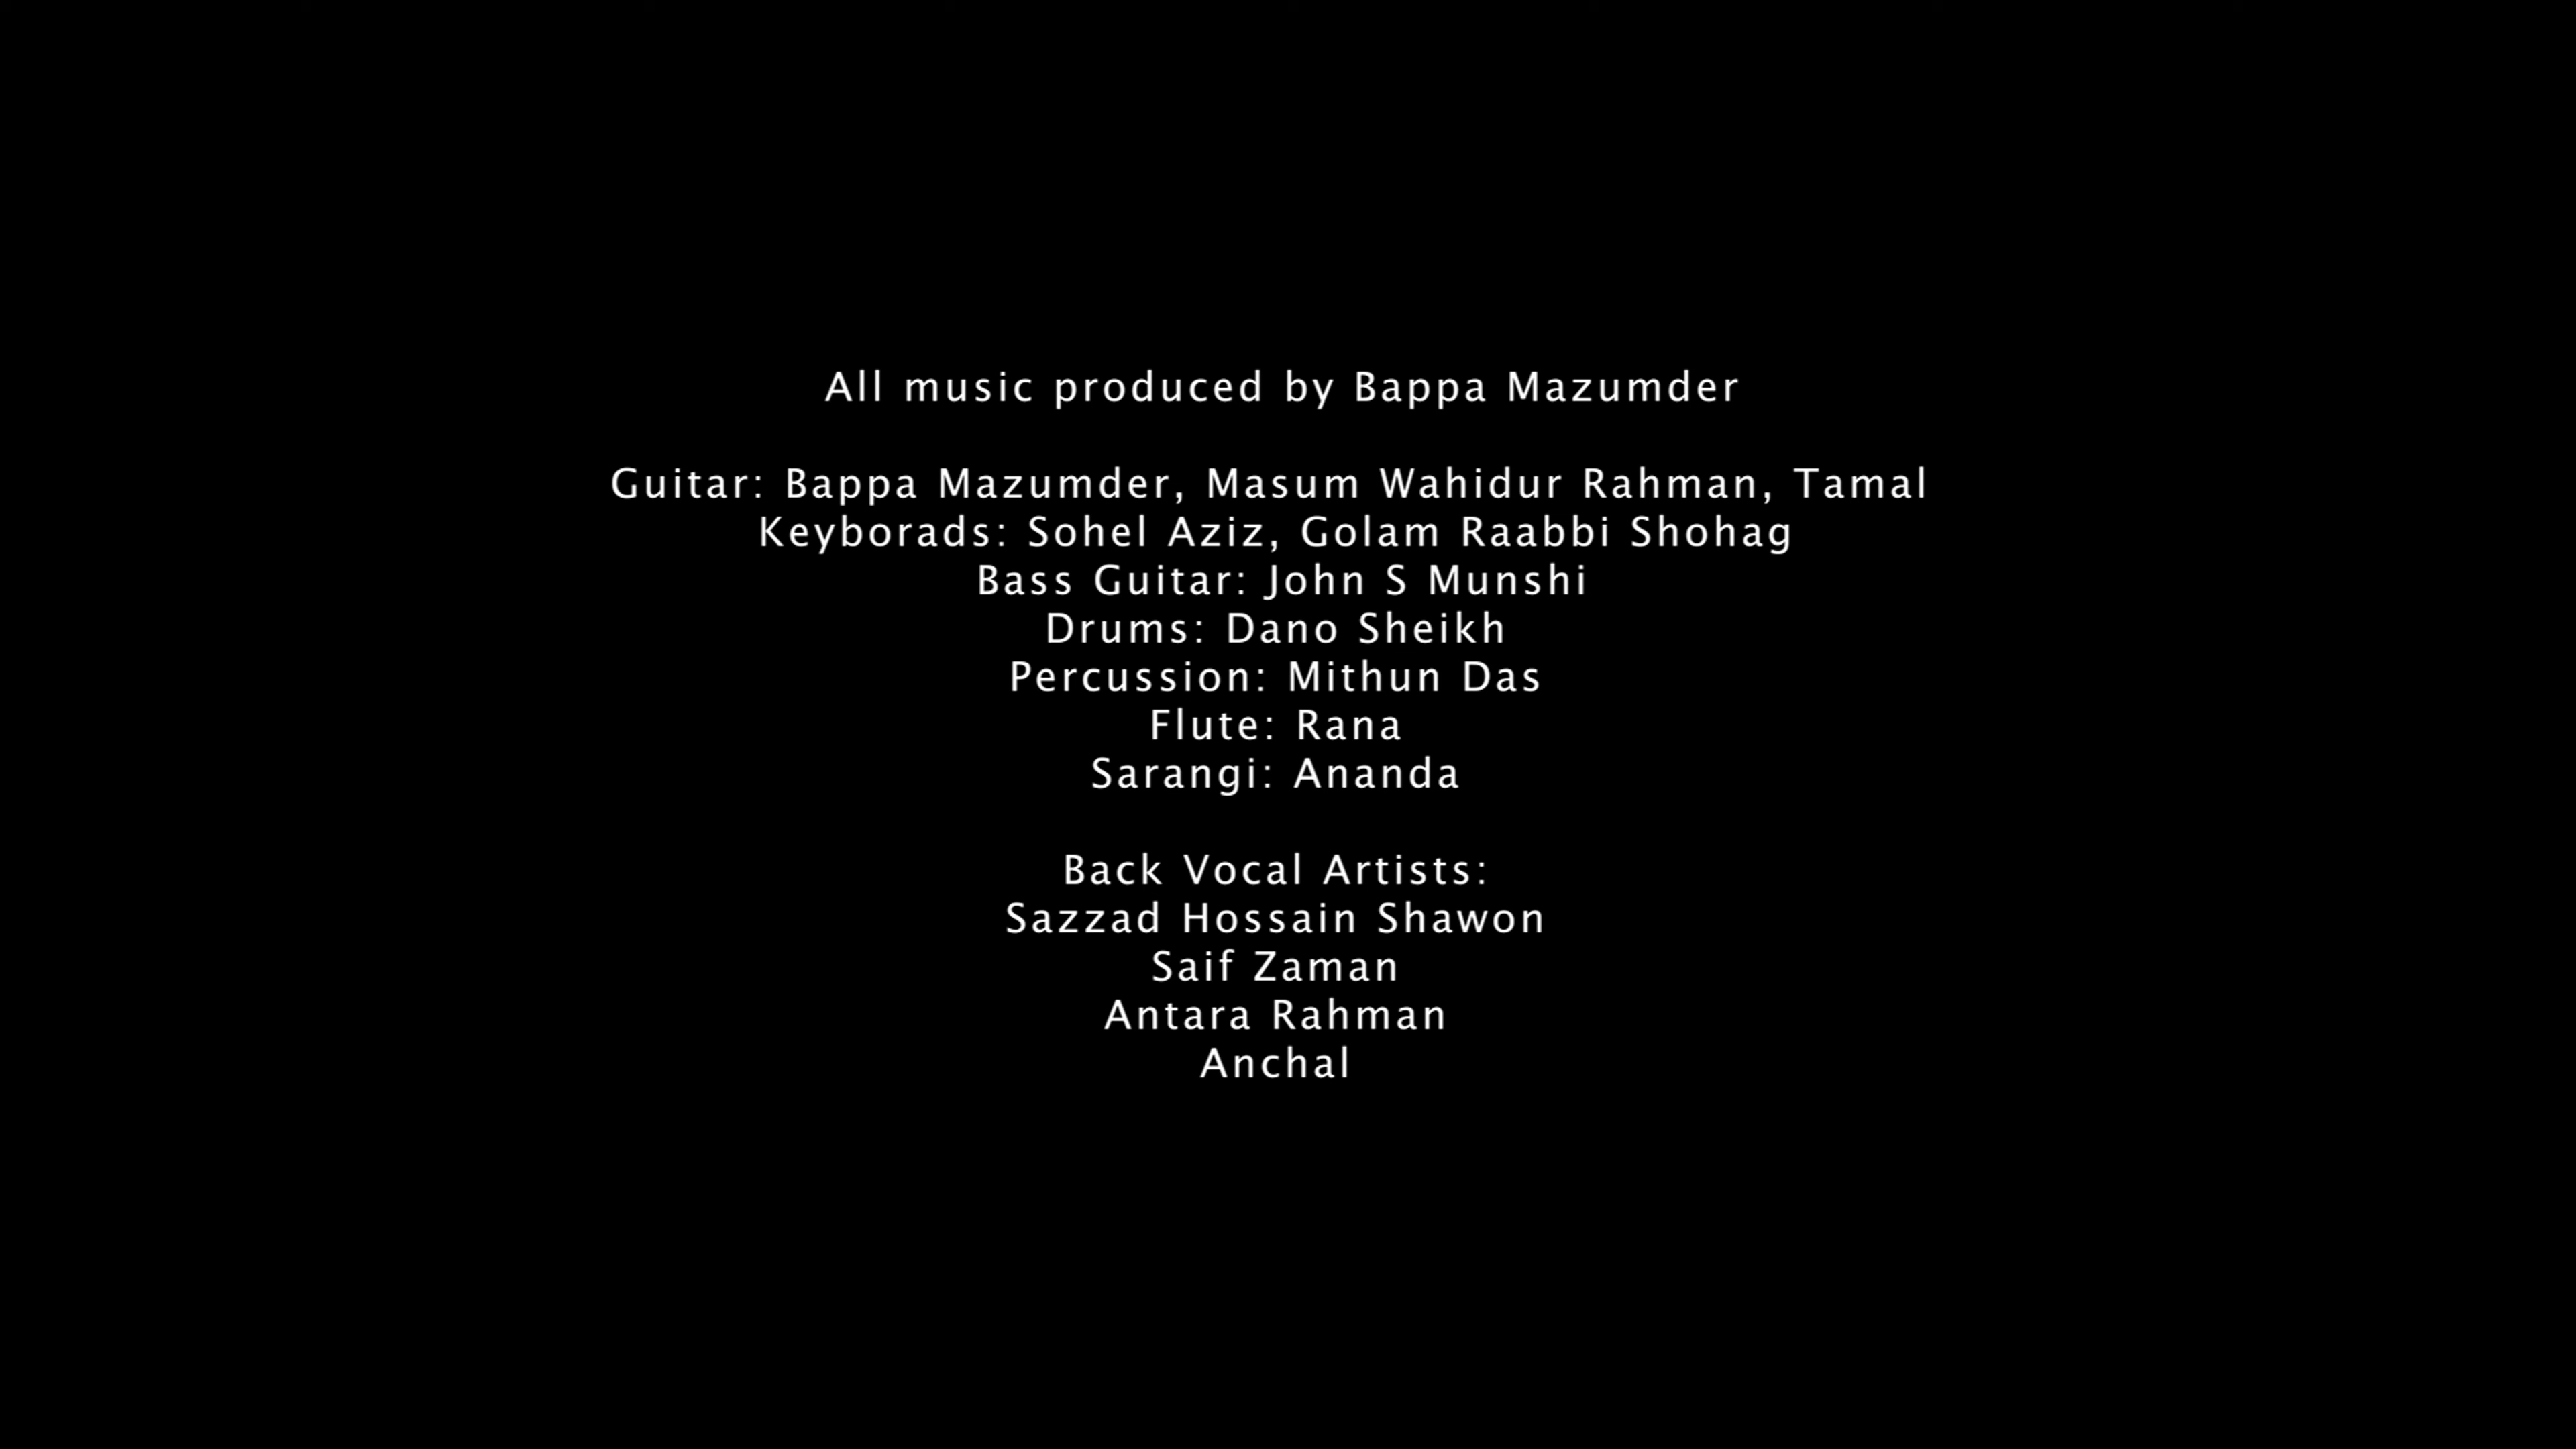 All music produced by Bappa Mazumder
Guitar: Bappa Mazumder, Masum Wahidur Rahman, Tamal
Keyborads: Sohel Aziz, Golam Raabbi Shohag
Bass Guitar: John S Munshi
Drums: Dano Sheikh
Percussion: Mithun Das
Flute: Rana
Sarangi: Ananda
Back Vocal Artists:
Sazzad Hossain Shawon
Saif Zaman
Antara Rahman
Anchal